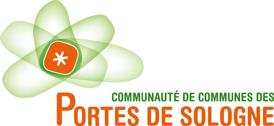 COMMUNAUTÉ DE COMMUNES DES
PORTES DE SOLOGNE